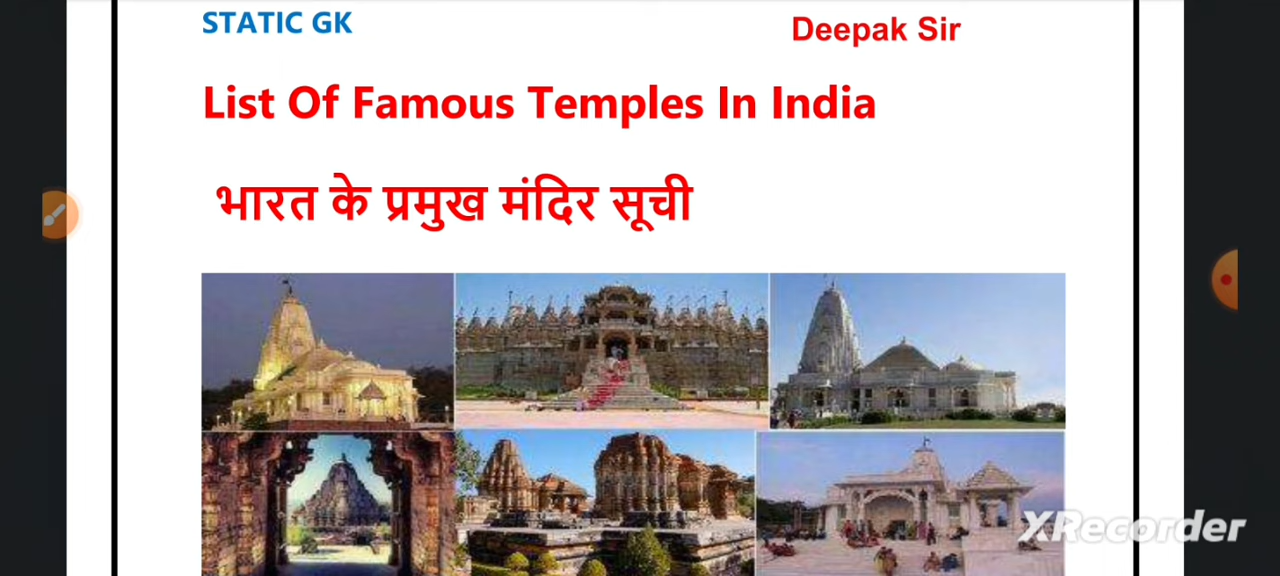 STATIC GK
Deepak Sir
List Of Famous Temples In India
भारत के प्रमुख मंदिर सूची
XRecorder